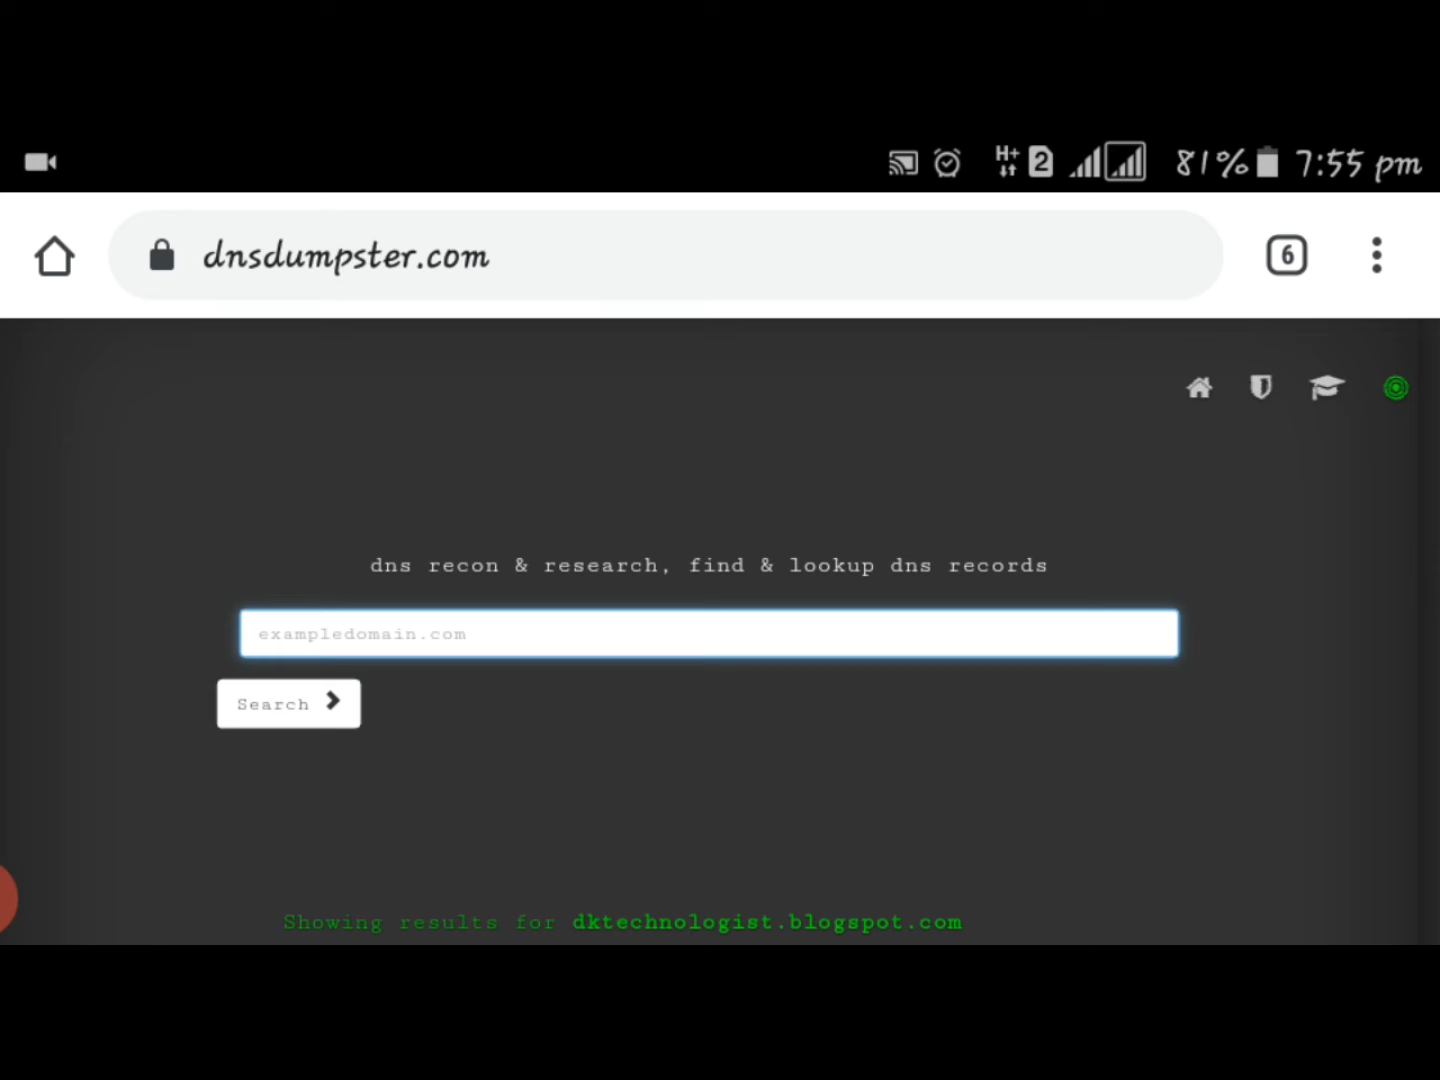 H+ 2 81% 7:55 pm
dnsdumpster.com 6
dns recon & research, find & lookup dns records
exampledomain.com
Search
Showing results for dktechnologist.blogspot.com